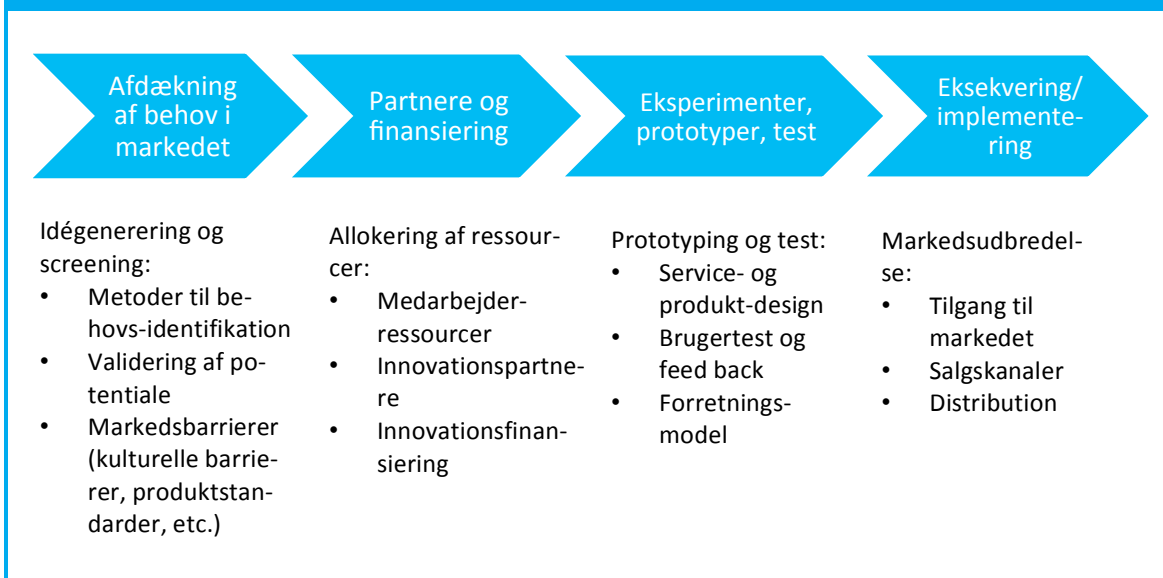 Afdækning
af behov i
markedet
Partnere og
finansiering
Eksperimenter,
prototyper, test
Eksekvering/
implemente-
ring
Idégenerering og
screening:
• Metoder til be-
hovs-identifikation
• Validering af po-
tentiale
• Markedsbarrierer
(kulturelle barrie-
rer, produktstan-
darder, etc.)
Allokering af ressour-
cer:
• Medarbejder-
ressourcer
• Innovationspartne-
re
• Innovationsfinan-
siering
Prototyping og test:
• Service- og
produkt-design
• Brugertest og
feed back
• Forretnings-
model
Markedsudbredel-
se:
• Tilgang til
markedet
• Salgskanaler
• Distribution